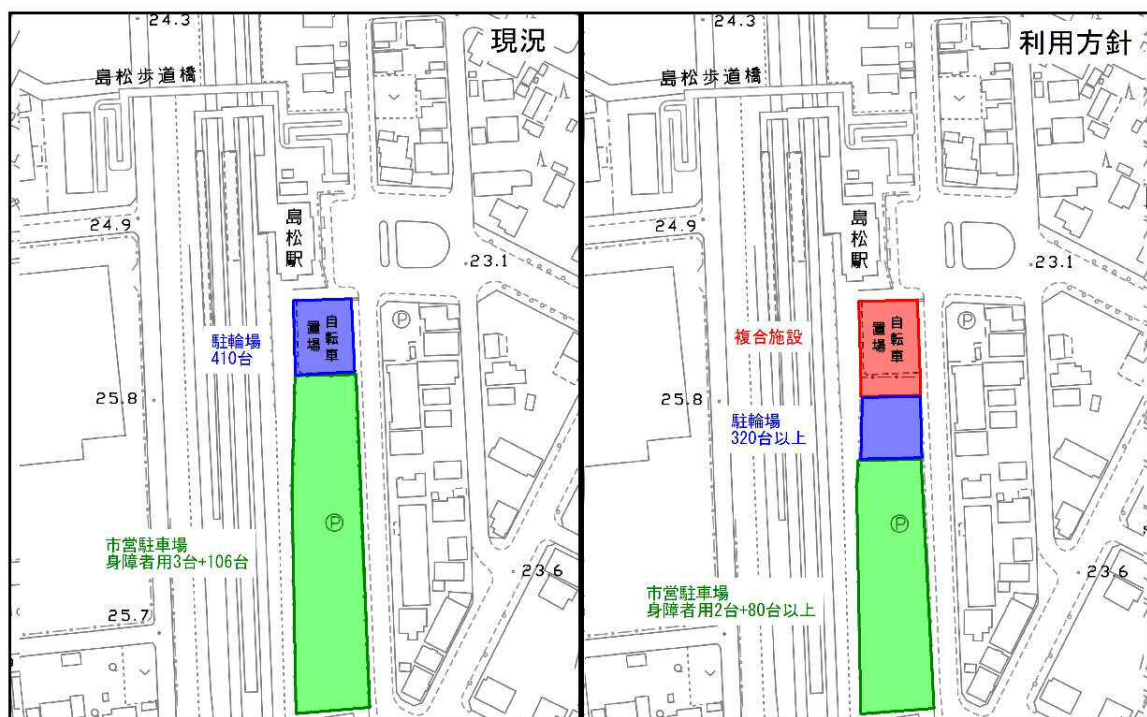 現況
24.3
島松歩道橋
24.9
島松駅
23.1
Ⓟ
自転車
置場
駐輪場
410台
25.8
Ⓟ
市営駐車場
身障者用3台+106台
23.6
25.7
利用方針
24.3
島松歩道橋
24.9
島松駅
23.1
Ⓟ
複合施設
自転車
置場
25.8
駐輪場
320台以上
Ⓟ
市営駐車場
身障者用2台+80台以上
23.6
25.7